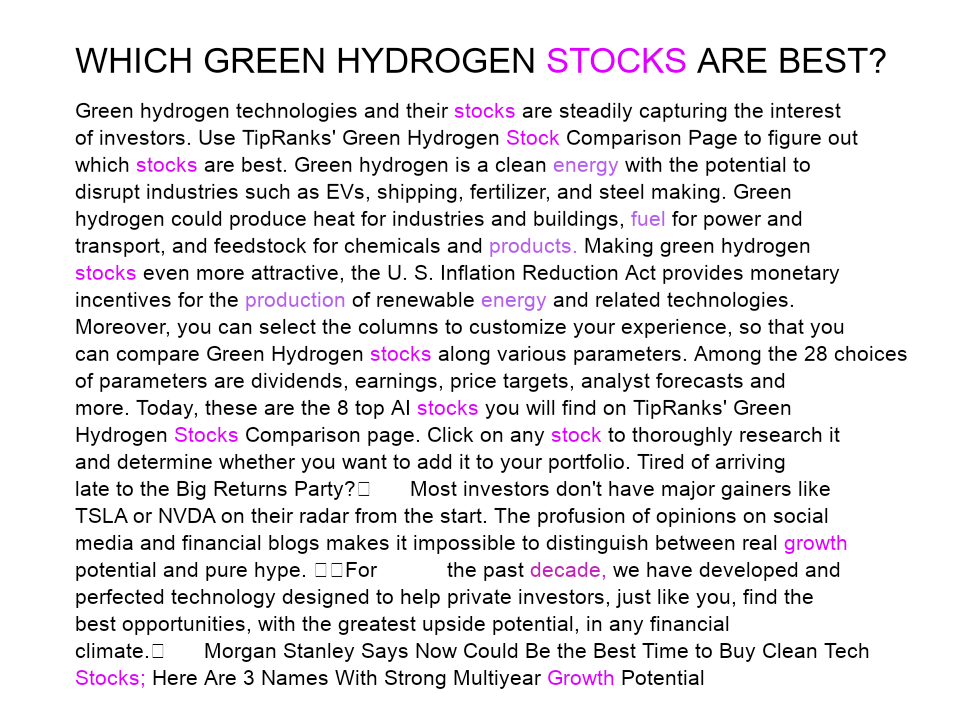 WHICH GREEN HYDROGEN STOCKS ARE BEST?
Green hydrogen technologies and their stocks are steadily capturing the interest
of investors. Use TipRanks' Green Hydrogen Stock Comparison Page to figure out
which stocks are best. Green hydrogen is a clean energy with the potential to
disrupt industries such as EVs, shipping, fertilizer, and steel making. Green
hydrogen could produce heat for industries and buildings, fuel for power and
transport, and feedstock for chemicals and products. Making green hydrogen
stocks even more attractive, the U. S. Inflation Reduction Act provides monetary
incentives for the production of renewable energy and related technologies.
Moreover, you can select the columns to customize your experience, so that you
can compare Green Hydrogen stocks along various parameters. Among the 28 choices
of parameters are dividends, earnings, price targets, analyst forecasts and
more. Today, these are the 8 top AI stocks you will find on TipRanks' Green
Hydrogen Stocks Comparison page. Click on any stock to thoroughly research it
and determine whether you want to add it to your portfolio. Tired of arriving
late to the Big Returns Party?□ Most investors don't have major gainers like
TSLA or NVDA on their radar from the start. The profusion of opinions on social
media and financial blogs makes it impossible to distinguish between real growth
potential and pure hype. □□For the past decade, we have developed and
perfected technology designed to help private investors, just like you, find the
best opportunities, with the greatest upside potential, in any financial
climate.□ Morgan Stanley Says Now Could Be the Best Time to Buy Clean Tech
Stocks; Here Are 3 Names With Strong Multiyear Growth Potential